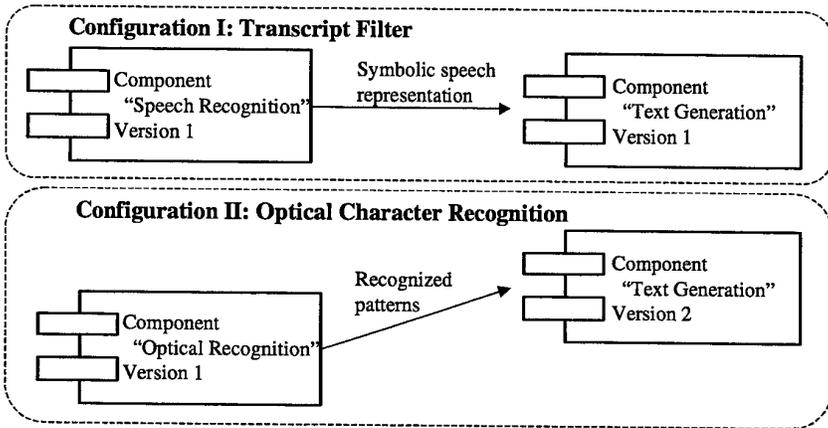 Configuration I: Transcript Filter
Component
“Speech Recognition”
Version 1
Symbolic speech
representation
Component
“Text Generation”
Version 1
Configuration II: Optical Character Recognition
Component
“Optical Recognition”
Version 1
Recognized
patterns
Component
“Text Generation”
Version 2